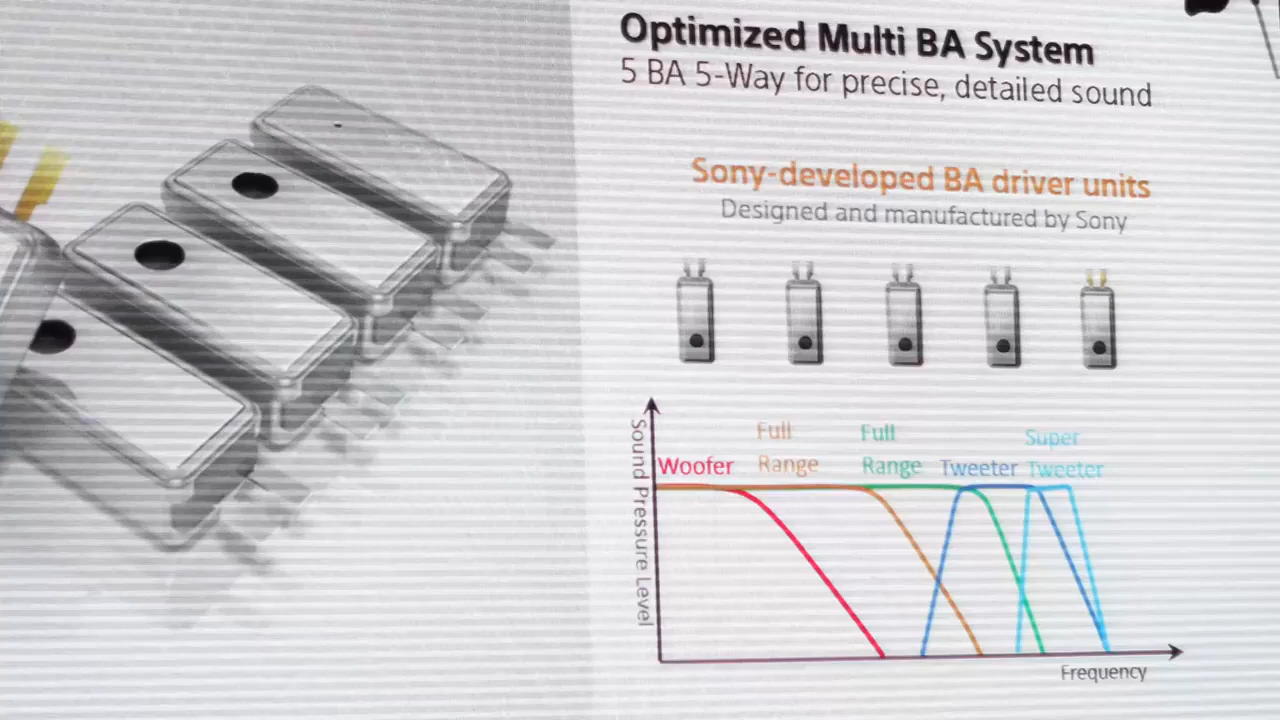 Optimized Multi BA System
5 BA 5-Way for precise, detailed sound
Sony-developed BA driver units
Designed and manufactured by Sony
Sound Pressure Level
Woofer
Full
Range
Full
Range
Tweeter
Super
Tweeter
Frequency